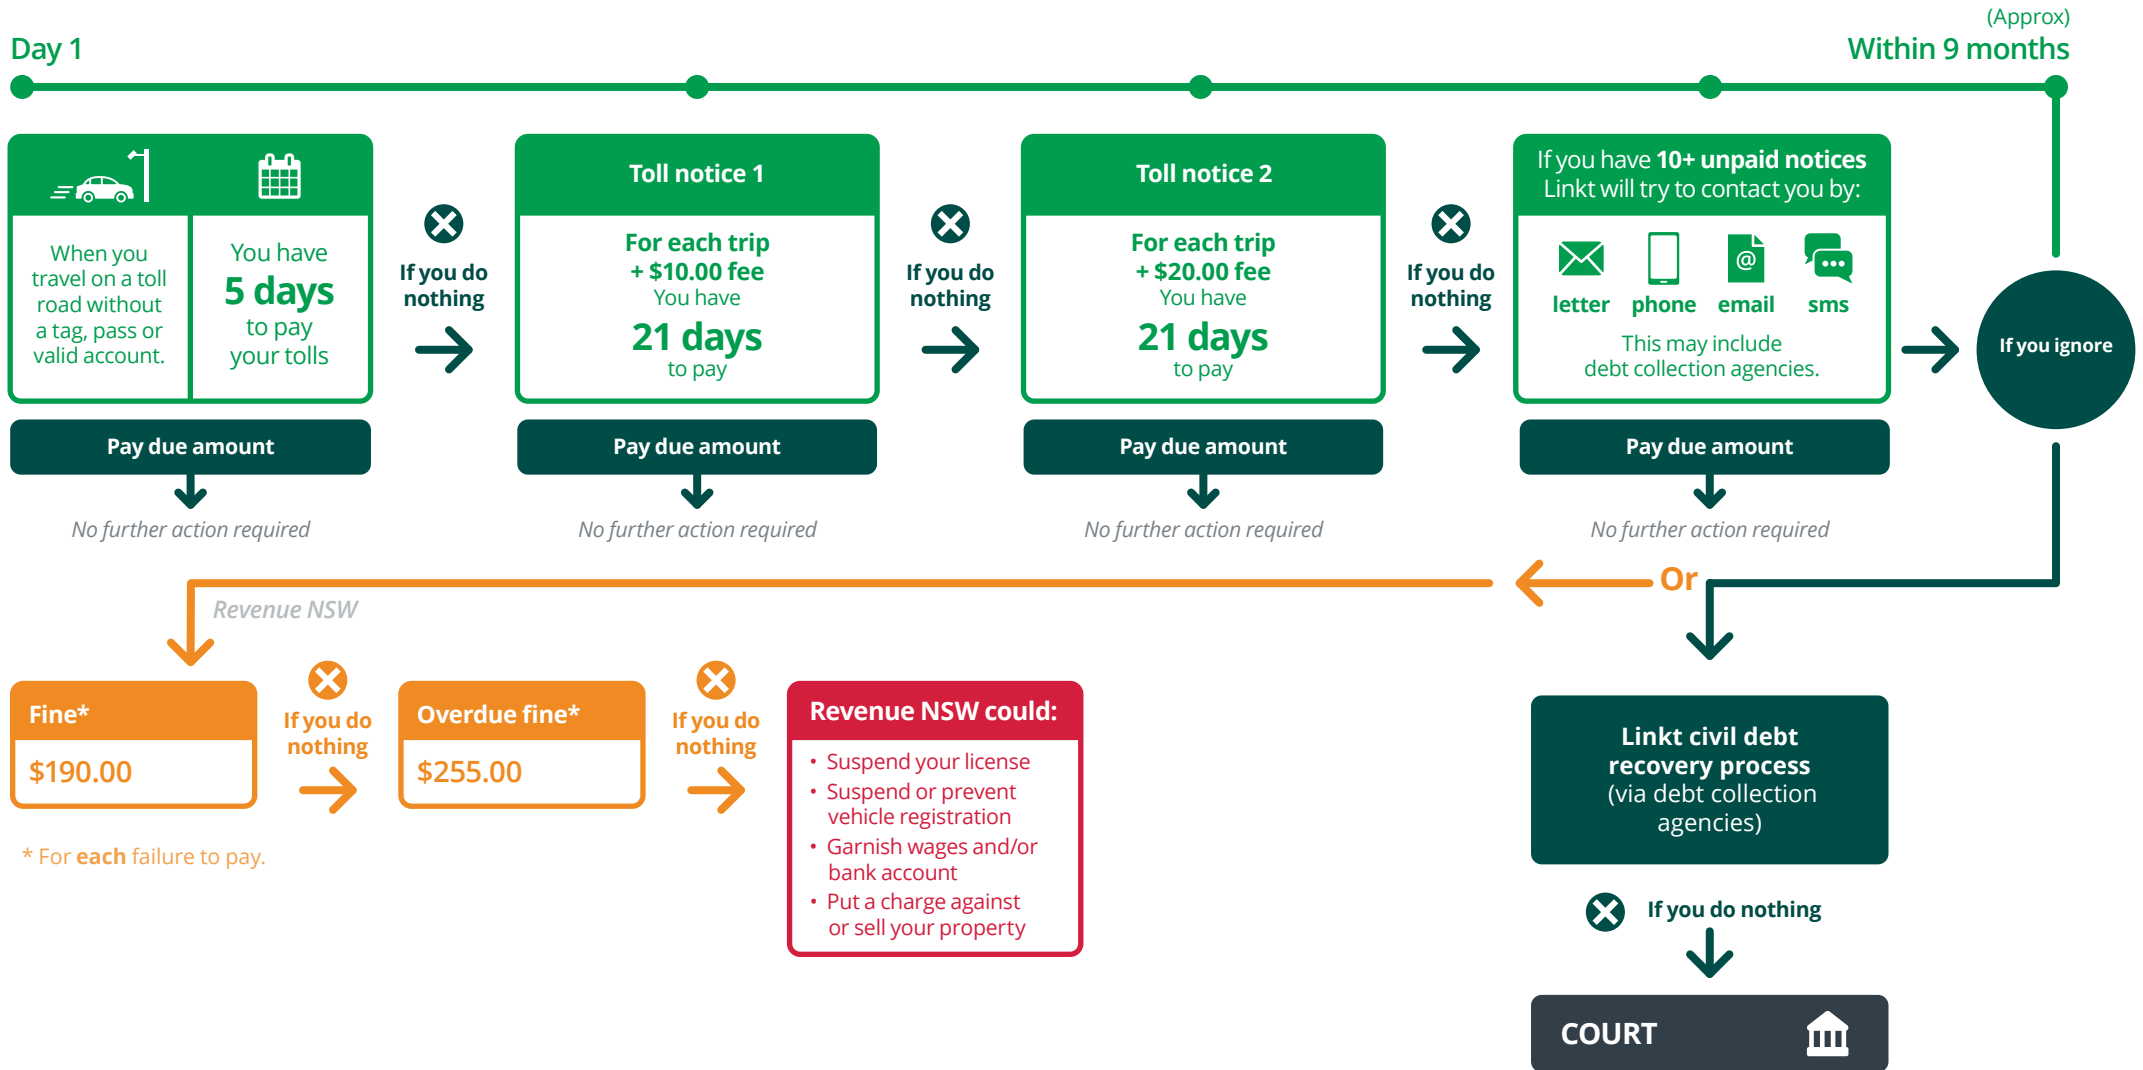 (Approx)
Day 1
Within 9 months
When you
travel on a toll
road without
a tag, pass or
valid account.
You have
5 days
to pay
your tolls
Pay due amount
No further action required
If you do
nothing
Toll notice 1
For each trip
+ $10.00 fee
You have
21 days
to pay
Pay due amount
No further action required
If you do
nothing
Toll notice 2
For each trip
+ $20.00 fee
You have
21 days
to pay
Pay due amount
No further action required
If you do
nothing
If you have 10+ unpaid notices
Linkt will try to contact you by:
@
letter phone email sms
This may include
debt collection agencies.
Pay due amount
No further action required
If you ignore
Or
Revenue NSW
Fine*
$190.00
If you do
nothing
Overdue fine*
$255.00
If you do
nothing
Revenue NSW could:
• Suspend your license
• Suspend or prevent
vehicle registration
• Garnish wages and/or
bank account
• Put a charge against
or sell your property
* For each failure to pay.
Linkt civil debt
recovery process
(via debt collection
agencies)
If you do nothing
COURT